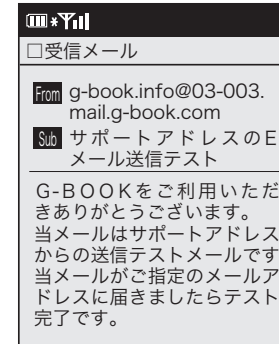 □受信メール
From g-book.info@03-003.
mail.g-book.com
Sub サポートアドレスのE
メール送信テスト
G-BOOKをご利用いただ
きありがとうございます。
当メールはサポートアドレス
からの送信テストメールです
当メールがご指定のメールア
ドレスに届きましたらテスト
完了です。